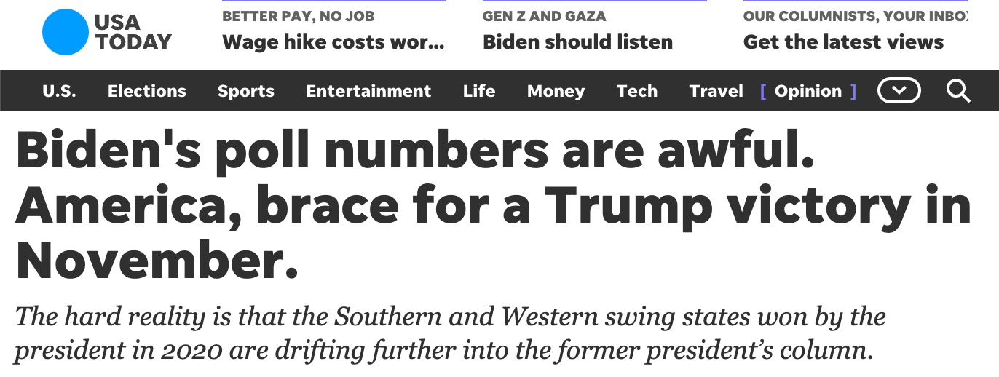 USA
TODAY
BETTER PAY, NO JOB
Wage hike costs wor...
GEN Z AND GAZA
Biden should listen
OUR COLUMNISTS, YOUR INBOX
Get the latest views
U.S. Elections Sports Entertainment Life Money Tech Travel [ Opinion ]
Biden's poll numbers are awful.
America, brace for a Trump victory in
November.
The hard reality is that the Southern and Western swing states won by the
president in 2020 are drifting further into the former president’s column.